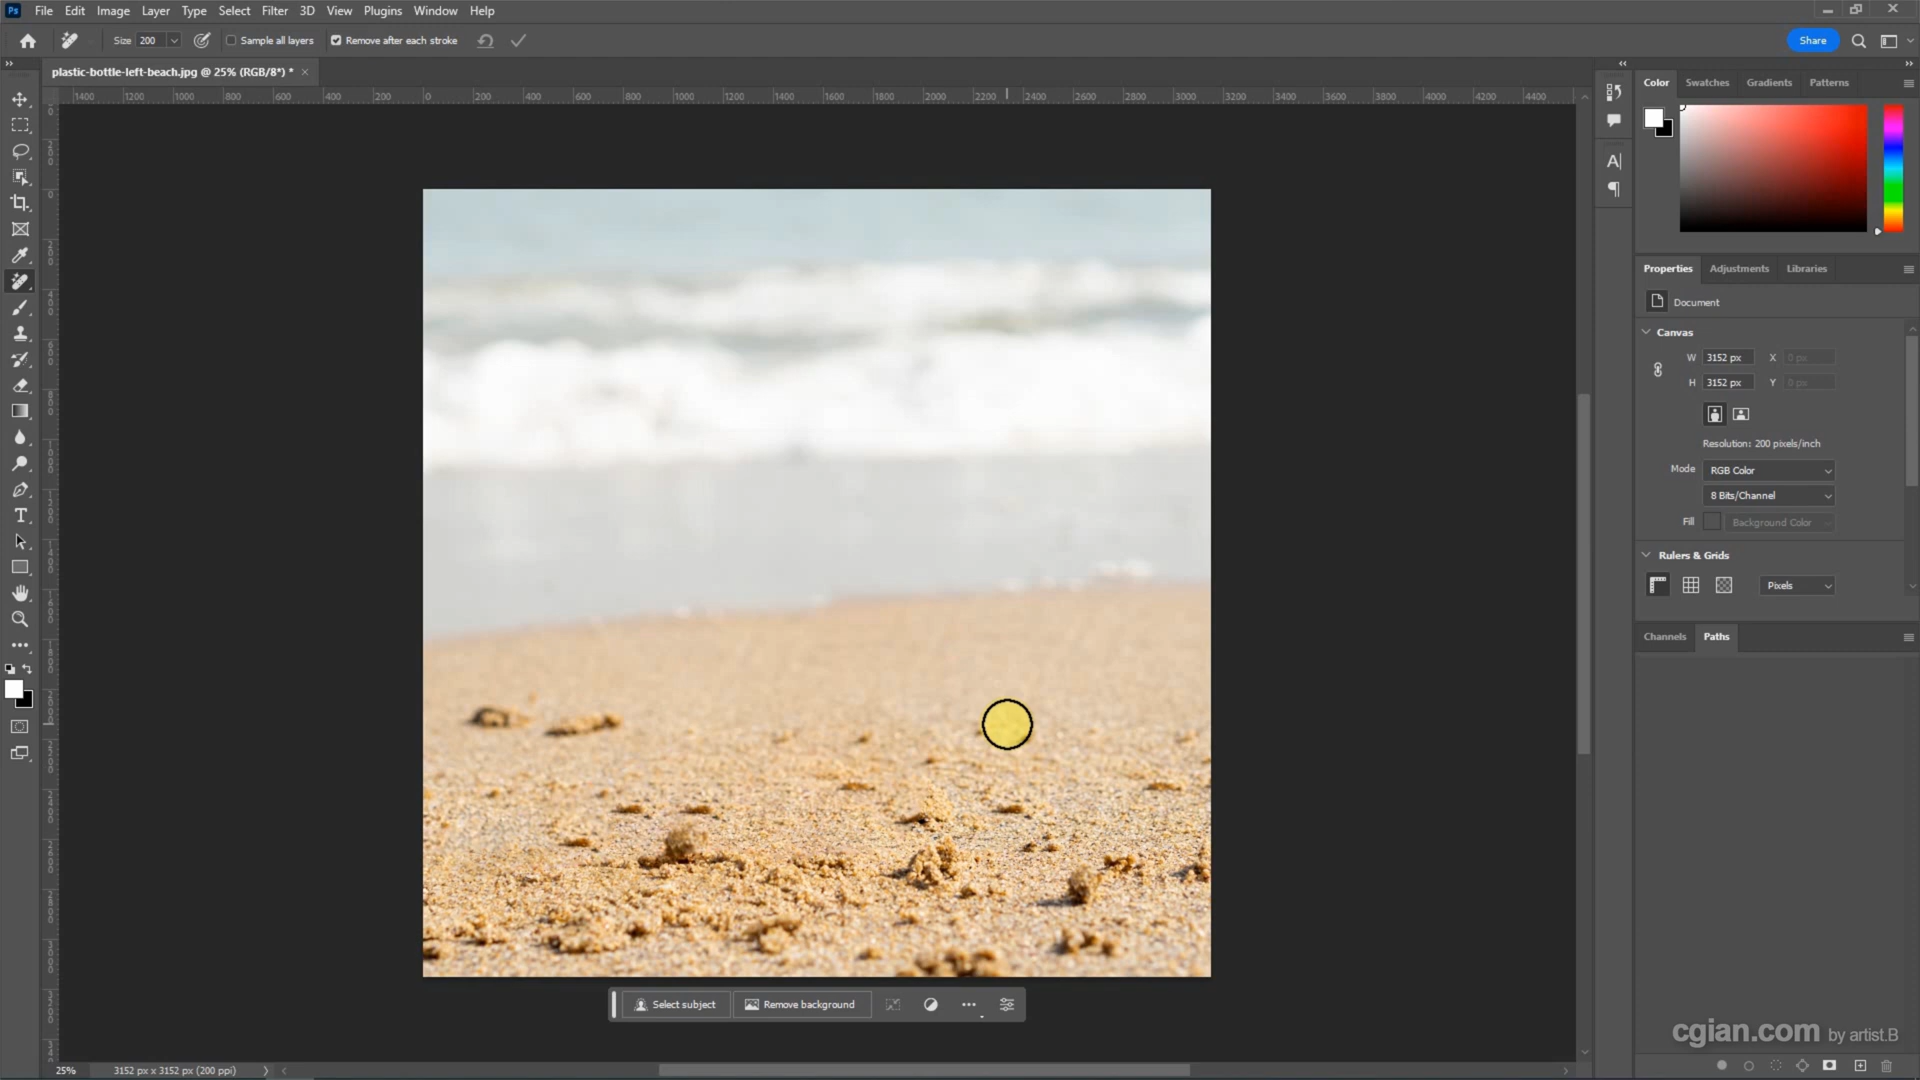 Ps File Edit Image Layer Type Select Filter 3D View Plugins Window Help
Size 200 Sample all layers Remove after each stroke Share
plastic-bottle-left-beach.jpg @ 25% (RGB/8*) * ×
1400 1200 1000 800 600 400 200 0 200 400 600 800 1000 1200 1400 1600 1800 2000 2200 2400 2600 2800 3000 3200 3400 3600 3800 4000 4200 4400
Color Swatches Gradients Patterns
Properties Adjustments Libraries
Document
Canvas
W 3152 px X 0 px
H 3152 px Y 0 px
Resolution: 200 pixels/inch
Mode RGB Color
8 Bits/Channel
Fill Background Color
Rulers & Grids
Pixels
Channels Paths
Select subject Remove background
cgian.com by artist.B
25% 3152 px x 3152 px (200 ppi)